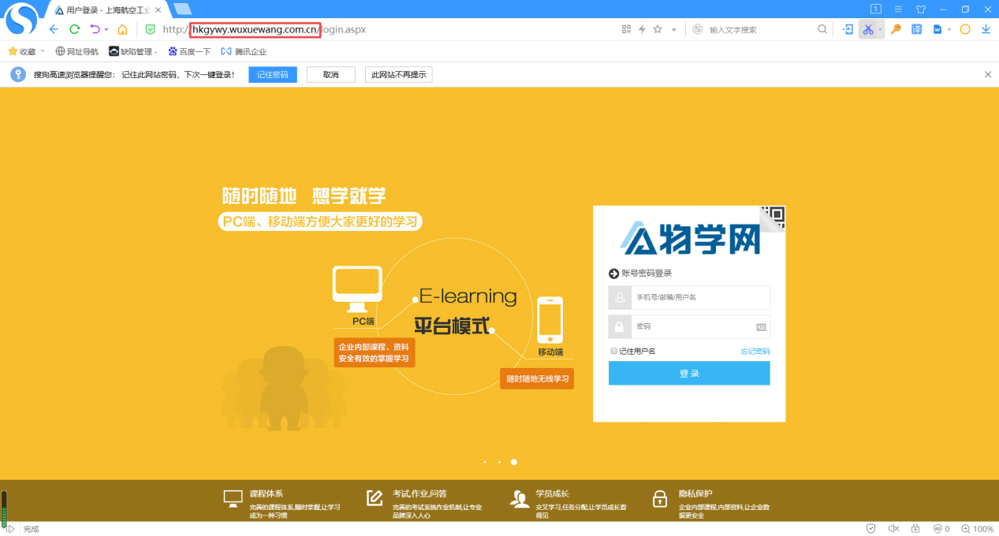 用户登录 - 上海航空工业
1
http://hkgywy.wuxuewang.com.cn/login.aspx
输入文字搜索
译
W
收藏
网址导航
缺陷管理 -
百度一下
腾讯企业
搜狗高速浏览器提醒您: 记住此网站密码,下次一键登录!
记住密码
取消
此网站不再提示
随时随地 想学就学
PC端、移动端方便大家更好的学习
E-learning
平台模式
PC端
企业内部课程、资料
安全有效的掌握学习
移动端
随时随地无线学习
物学网
账号密码登录
手机号/邮箱/用户名
密码
记住用户名
忘记密码
登录
课程体系
完善的课程体系,随时掌握,让学习
成为一种习惯
考试,作业,问答
完善的考试系统作业机制,让专业
品牌深入人心
学员成长
交叉学习,任务分配,让学员成长看
得见
隐私保护
企业内部课程,内部资料,让企业数
据更安全
完成
0
100%